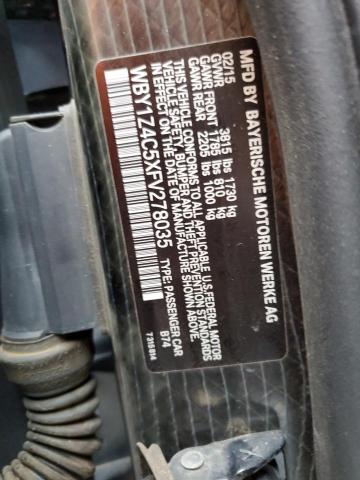 MFD BY BAYERISCHE MOTOREN WERKE AG
02/15
GVWR 3815 lbs 1730 kg
GAWR FRONT 1785 lbs 810 kg
GAWR REAR 2205 lbs 1000 kg
THIS VEHICLE CONFORMS TO ALL APPLICABLE U.S. FEDERAL MOTOR
VEHICLE SAFETY, BUMPER AND THEFT PREVENTION STANDARDS
IN EFFECT ON THE DATE OF MANUFACTURE SHOWN ABOVE.
WBY1Z4C5XFV278035 TYPE: PASSENGER CAR
B74
7315814